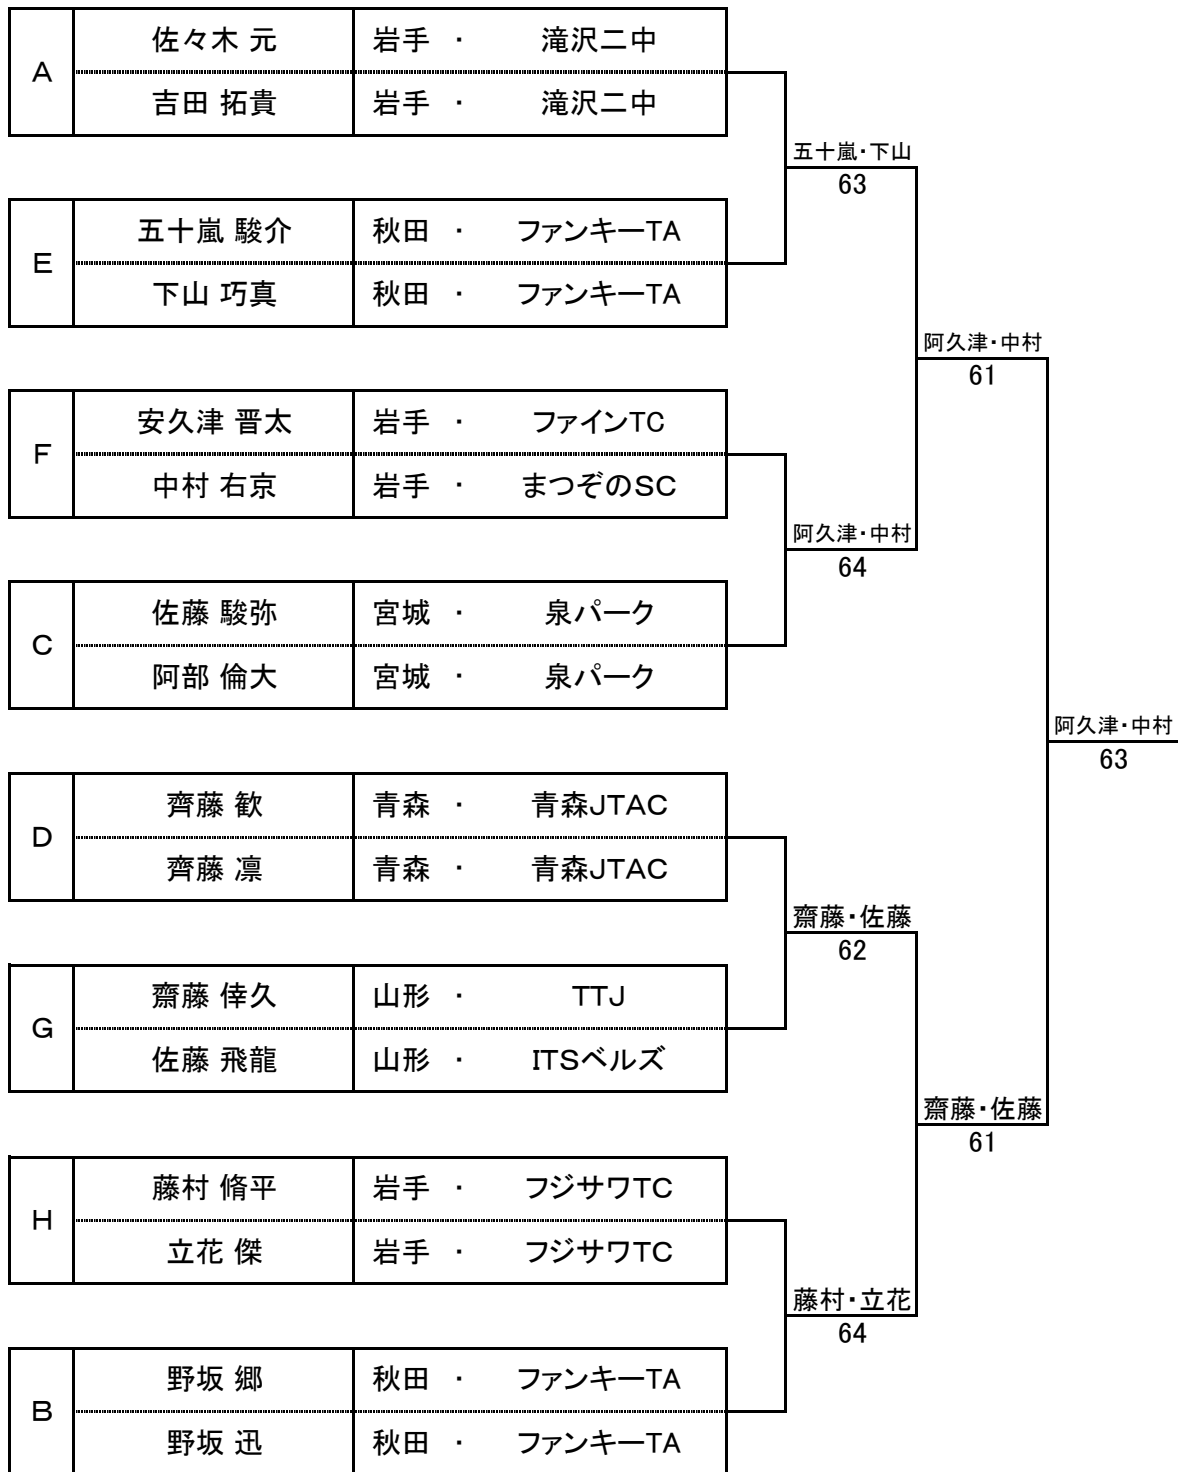 A
佐々木 元 岩手 ・ 滝沢二中
吉田 拓貴 岩手 ・ 滝沢二中
五十嵐・下山
63
E
五十嵐 駿介 秋田 ・ ファンキーTA
下山 巧真 秋田 ・ ファンキーTA
阿久津・中村
61
F
安久津 晋太 岩手 ・ ファインTC
中村 右京 岩手 ・ まつぞのSC
阿久津・中村
64
C
佐藤 駿弥 宮城 ・ 泉パーク
阿部 倫大 宮城 ・ 泉パーク
阿久津・中村
63
D
齊藤 歓 青森 ・ 青森JTAC
齊藤 凛 青森 ・ 青森JTAC
齋藤・佐藤
62
G
齋藤 倖久 山形 ・ TTJ
佐藤 飛龍 山形 ・ ITSベルズ
齋藤・佐藤
61
H
藤村 脩平 岩手 ・ フジサワTC
立花 傑 岩手 ・ フジサワTC
藤村・立花
64
B
野坂 郷 秋田 ・ ファンキーTA
野坂 迅 秋田 ・ ファンキーTA